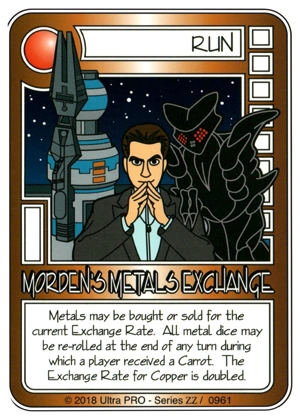 RUN
MORDEN'S METALS EXCHANGE
Metals may be bought or sold for the
current Exchange Rate. All metal dice may
be re-rolled at the end of any turn during
which a player received a Carrot. The
Exchange Rate for Copper is doubled.
© 2018 Ultra PRO - Series ZZ / 0961